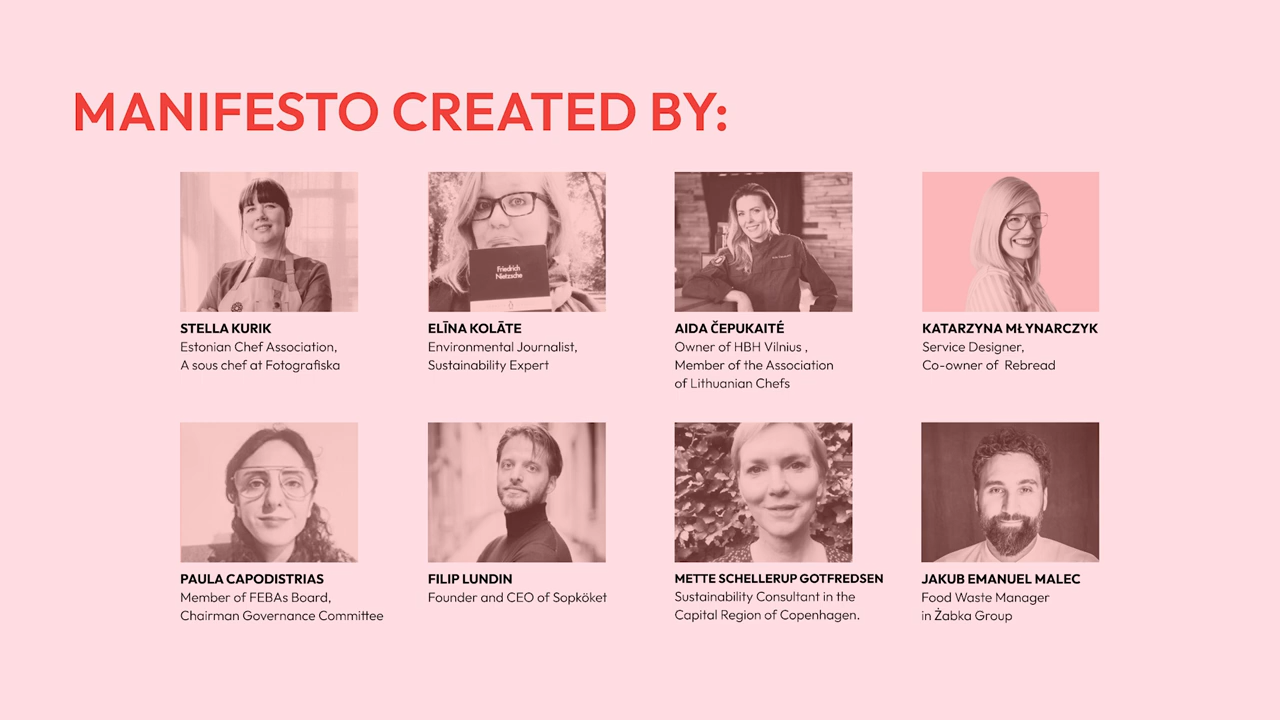 MANIFESTO CREATED BY:
Friedrich
Nietzsche
STELLA KURIK
Estonian Chef Association,
A sous chef at Fotografiska
ELĪNA KOLĀTE
Environmental Journalist,
Sustainability Expert
AIDA ČEPUKAITÉ
Owner of HBH Vilnius ,
Member of the Association
of Lithuanian Chefs
KATARZYNA MŁYNARCZYK
Service Designer,
Co-owner of Rebread
PAULA CAPODISTRIAS
Member of FEBAs Board,
Chairman Governance Committee
FILIP LUNDIN
Founder and CEO of Sopköket
METTE SCHELLERUP GOTFREDSEN
Sustainability Consultant in the
Capital Region of Copenhagen.
JAKUB EMANUEL MALEC
Food Waste Manager
in Żabka Group